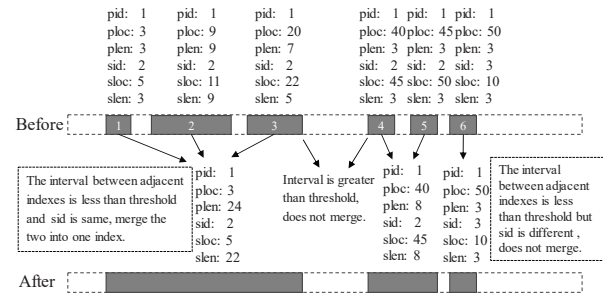 pid: 1
ploc: 3
plen: 3
sid: 2
sloc: 5
slen: 3
pid: 1
ploc: 9
plen: 9
sid: 2
sloc: 11
slen: 9
pid: 1
ploc: 20
plen: 7
sid: 2
sloc: 22
slen: 5
pid: 1
ploc: 40
plen: 3
sid: 2
sloc: 45
slen: 3
pid: 1
ploc: 45
plen: 3
sid: 2
sloc: 50
slen: 3
pid: 1
ploc: 50
plen: 3
sid: 3
sloc: 10
slen: 3
Before
1
2
3
4
5
6
The interval between adjacent
indexes is less than threshold
and sid is same, merge the
two into one index.
pid: 1
ploc: 3
plen: 24
sid: 2
sloc: 5
slen: 22
Interval is greater
than threshold,
does not merge.
pid: 1
ploc: 40
plen: 8
sid: 2
sloc: 45
slen: 8
pid: 1
ploc: 50
plen: 3
sid: 3
sloc: 10
slen: 3
The interval
between adjacent
indexes is less
than threshold but
sid is different ,
does not merge.
After